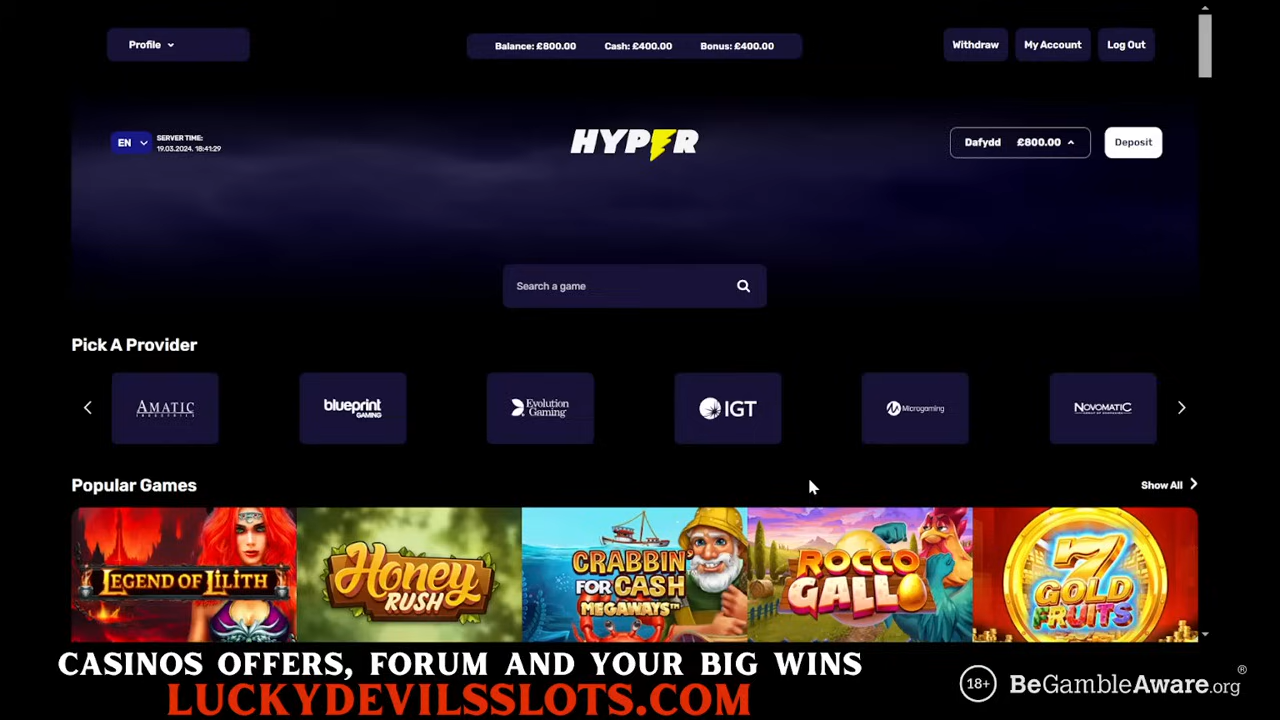 Profile
Balance: £800.00 Cash: £400.00 Bonus: £400.00
Withdraw My Account Log Out
EN
SERVER TIME:
19.03.2024. 18:41:29
HYPER
Dafydd £800.00
Deposit
Search a game
Pick A Provider
AMATIC
INDUSTRIES
blueprint
GAMING
Evolution
Gaming
IGT
Microgaming
NOVOMATIC
Popular Games
Show All
LEGEND OF LILITH
Honey
RUSH
CRABBIN'
FOR CASH
MEGAWAYS™
ROCCO
GALLO
7
GOLD
FRUITS
CASINOS OFFERS, FORUM AND YOUR BIG WINS
LUCKYDEVILSSLOTS.COM
18+ BeGambleAware.org®